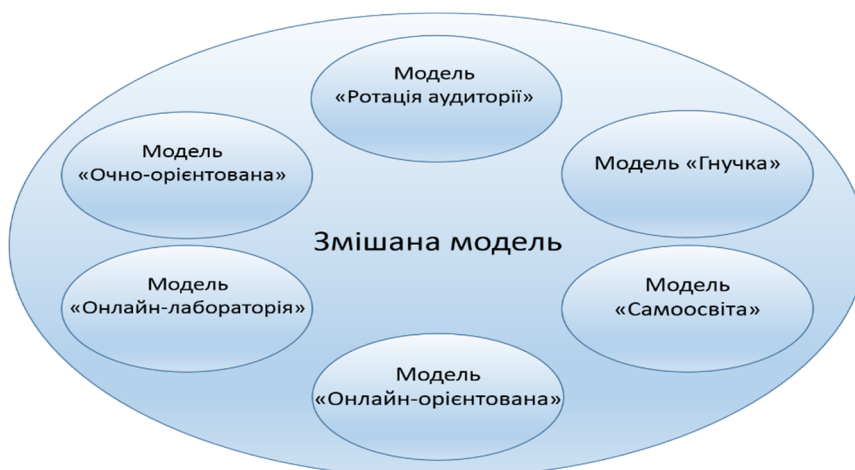 Модель
«Ротація аудиторії»
Модель
«Очно-орієнтована»
Модель «Гнучка»
Змішана модель
Модель
«Онлайн-лабораторія»
Модель
«Самоосвіта»
Модель
«Онлайн-орієнтована»